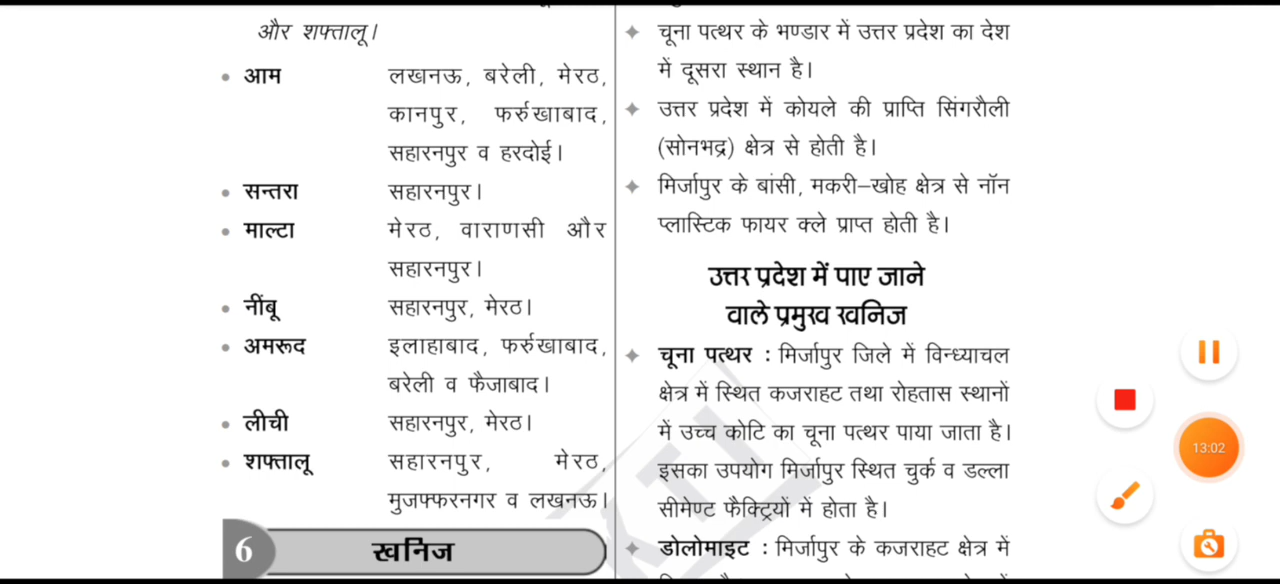 और शफ्तालू।
• आम लखनऊ, बरेली, मेरठ,
कानपुर, फर्रुखाबाद,
सहारनपुर व हरदोई।
• सन्तरा सहारनपुर।
• माल्टा मेरठ, वाराणसी और
सहारनपुर।
• नींबू सहारनपुर, मेरठ।
• अमरूद इलाहाबाद, फर्रुखाबाद,
बरेली व फैजाबाद।
• लीची सहारनपुर, मेरठ।
• शफ्तालू सहारनपुर, मेरठ,
मुजफ्फरनगर व लखनऊ।
6 खनिज
चूना पत्थर के भण्डार में उत्तर प्रदेश का देश
में दूसरा स्थान है।
उत्तर प्रदेश में कोयले की प्राप्ति सिंगरौली
(सोनभद्र) क्षेत्र से होती है।
मिर्जापुर के बांसी, मकरी-खोह क्षेत्र से नॉन
प्लास्टिक फायर क्ले प्राप्त होती है।
उत्तर प्रदेश में पाए जाने
वाले प्रमुख खनिज
चूना पत्थर : मिर्जापुर जिले में विन्ध्याचल
क्षेत्र में स्थित कजराहट तथा रोहतास स्थानों
में उच्च कोटि का चूना पत्थर पाया जाता है।
इसका उपयोग मिर्जापुर स्थित चुर्क व डल्ला
सीमेण्ट फैक्ट्रियों में होता है।
डोलोमाइट : मिर्जापुर के कजराहट क्षेत्र में
13:02